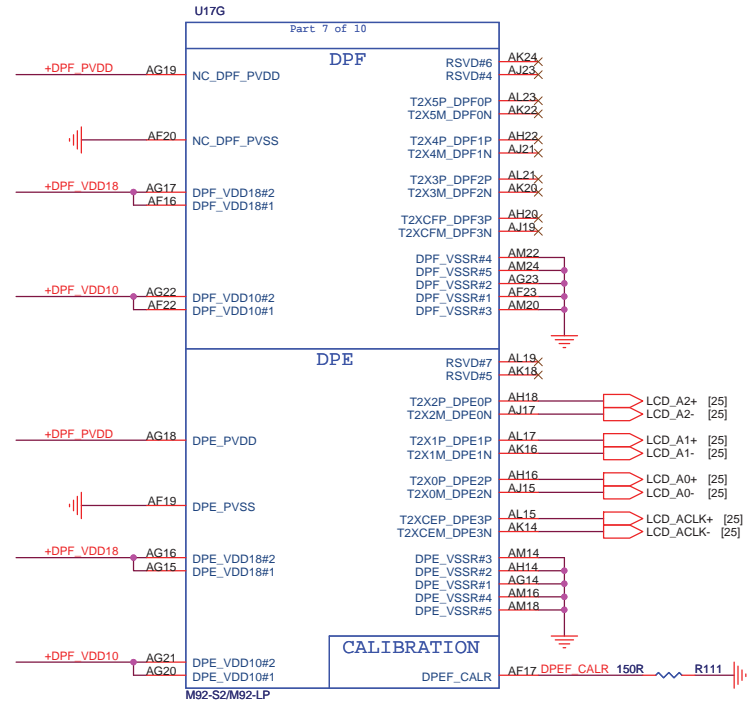 U17G
Part 7 of 10
DPF
+DPF_PVDD AG19 NC_DPF_PVDD
AF20 NC_DPF_PVSS
+DPF_VDD18 AG17 DPF_VDD18#2
AF16 DPF_VDD18#1
+DPF_VDD10 AG22 DPF_VDD10#2
AF22 DPF_VDD10#1
RSVD#6 AK24
RSVD#4 AJ23
T2X5P_DPF0P AL23
T2X5M_DPF0N AK22
T2X4P_DPF1P AH22
T2X4M_DPF1N AJ21
T2X3P_DPF2P AL21
T2X3M_DPF2N AK20
T2XCFP_DPF3P AH20
T2XCFM_DPF3N AJ19
DPF_VSSR#4 AM22
DPF_VSSR#5 AM24
DPF_VSSR#2 AG23
DPF_VSSR#1 AF23
DPF_VSSR#3 AM20
DPE
+DPF_PVDD AG18 DPE_PVDD
AF19 DPE_PVSS
+DPF_VDD18 AG16 DPE_VDD18#2
AG15 DPE_VDD18#1
+DPF_VDD10 AG21 DPE_VDD10#2
AG20 DPE_VDD10#1
RSVD#7 AL19
RSVD#5 AK18
T2X2P_DPE0P AH18 LCD_A2+ [25]
T2X2M_DPE0N AJ17 LCD_A2- [25]
T2X1P_DPE1P AL17 LCD_A1+ [25]
T2X1M_DPE1N AK16 LCD_A1- [25]
T2X0P_DPE2P AH16 LCD_A0+ [25]
T2X0M_DPE2N AJ15 LCD_A0- [25]
T2XCEP_DPE3P AL15 LCD_ACLK+ [25]
T2XCEM_DPE3N AK14 LCD_ACLK- [25]
DPE_VSSR#3 AM14
DPE_VSSR#2 AH14
DPE_VSSR#1 AG14
DPE_VSSR#4 AM16
DPE_VSSR#5 AM18
CALIBRATION
DPEF_CALR AF17 DPEF_CALR 150R R111
M92-S2/M92-LP